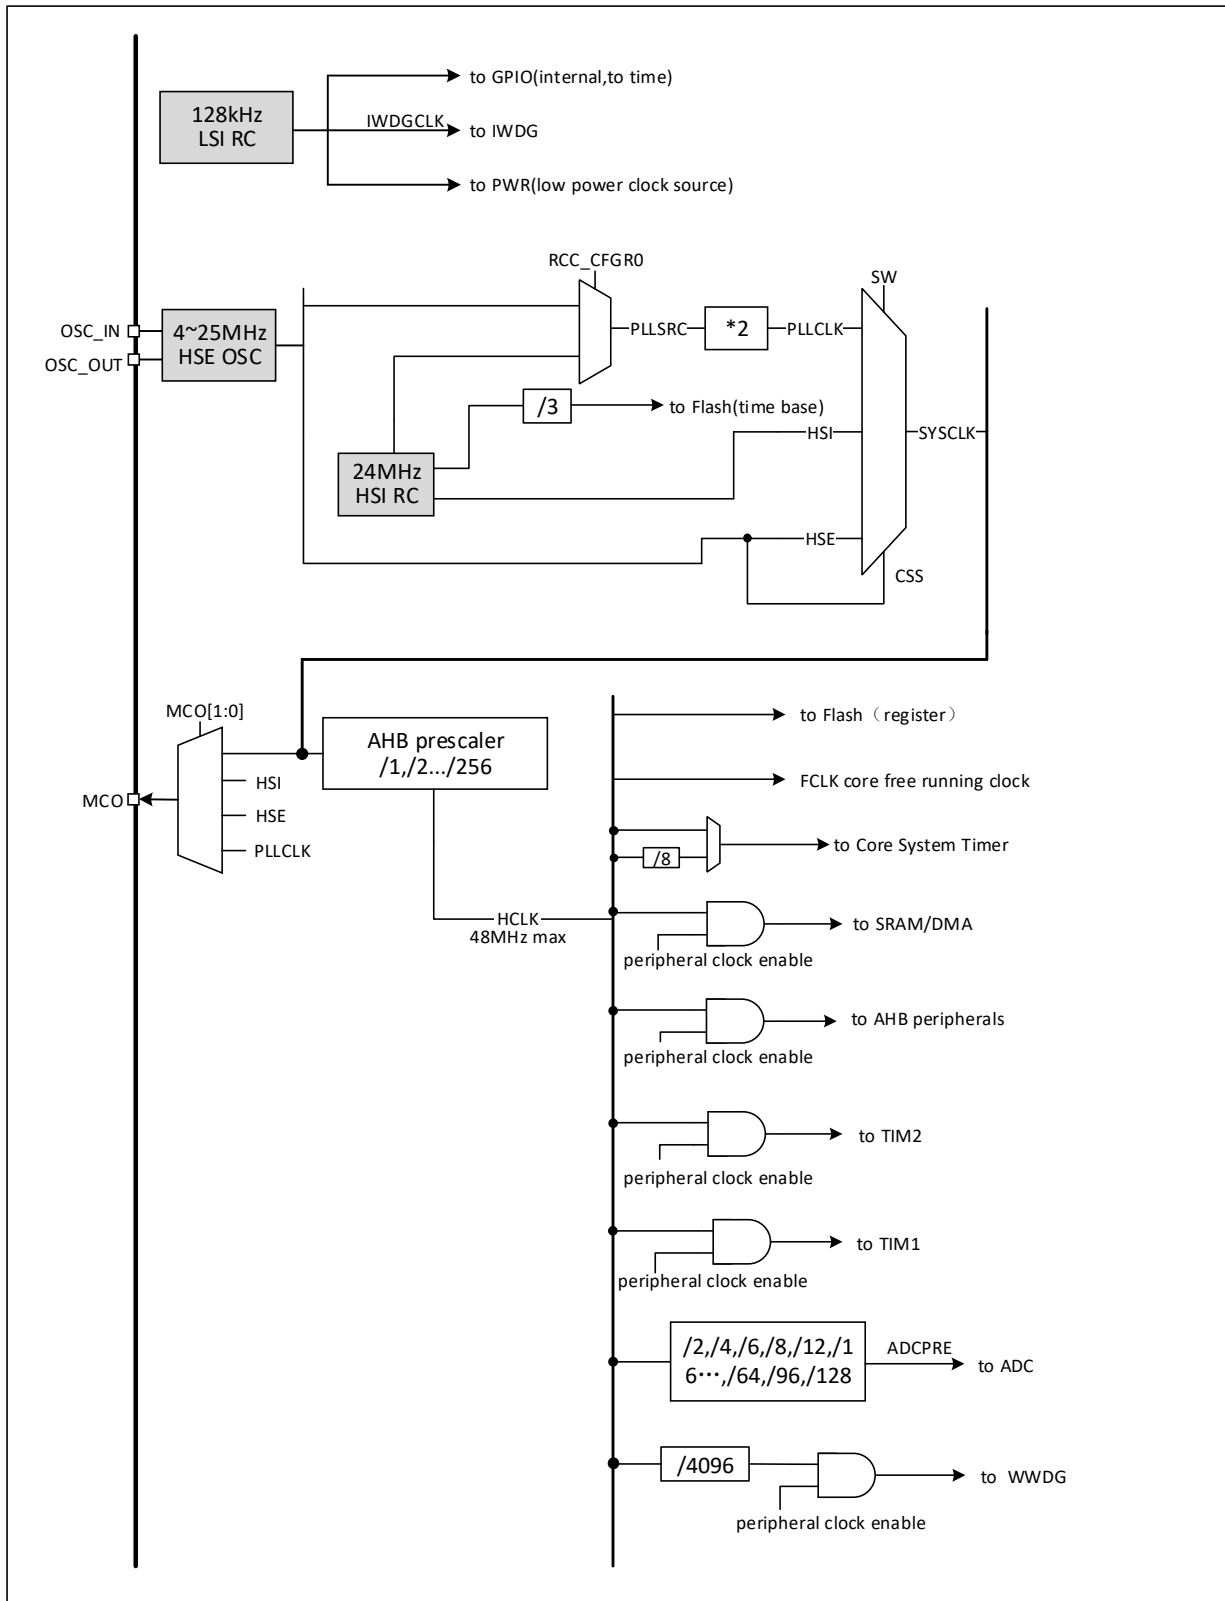 to GPIO(internal,to time)
128kHz
LSI RC
IWDGCLK
to IWDG
to PWR(low power clock source)
RCC_CFGR0
SW
OSC_IN
OSC_OUT
4~25MHz
HSE OSC
PLLSRC
*2
PLLCLK
/3
to Flash(time base)
HSI
SYSCLK
24MHz
HSI RC
HSE
CSS
MCO[1:0]
AHB prescaler
/1,/2.../256
HSI
HSE
PLLCLK
MCO
HCLK
48MHz max
to Flash（register）
FCLK core free running clock
/8
to Core System Timer
to SRAM/DMA
peripheral clock enable
to AHB peripherals
peripheral clock enable
to TIM2
peripheral clock enable
to TIM1
peripheral clock enable
/2,/4,/6,/8,/12,/1
6···,/64,/96,/128
ADCPRE
to ADC
/4096
to WWDG
peripheral clock enable